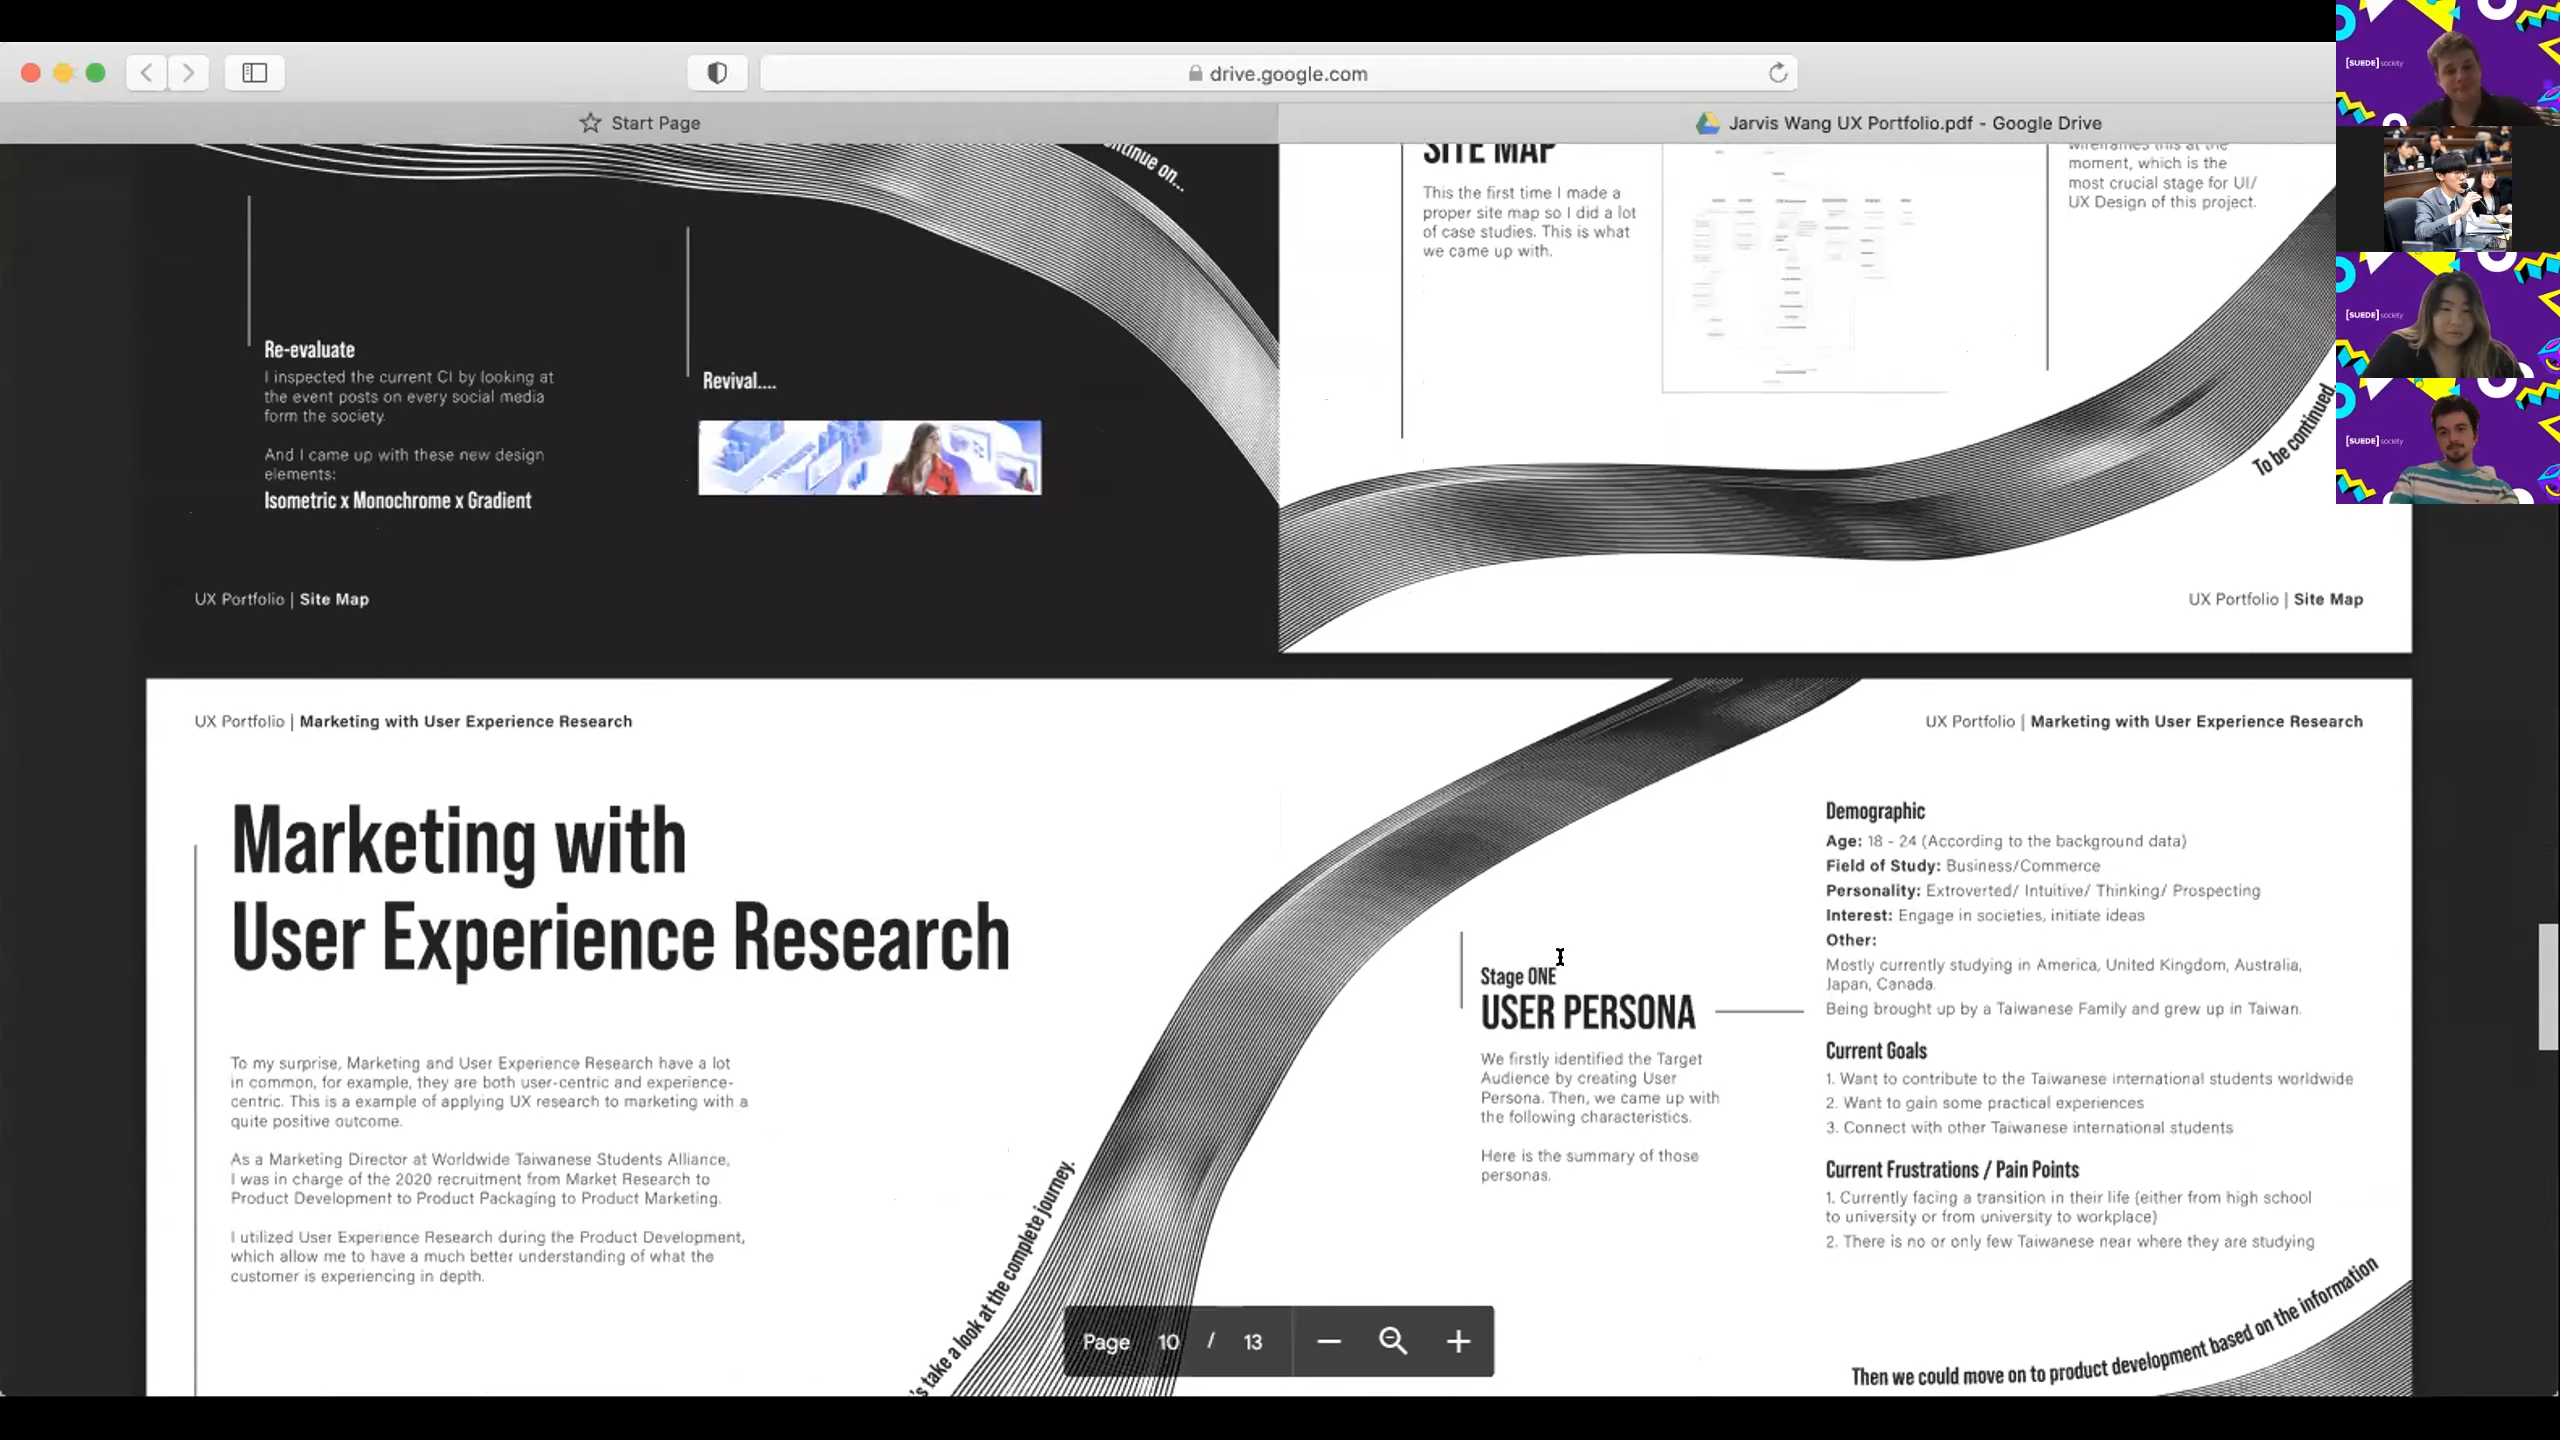 drive.google.com
Start Page
Jarvis Wang UX Portfolio.pdf - Google Drive
[SUEDE] society
[SUEDE] society
[SUEDE] society
on...
Re-evaluate
I inspected the current CI by looking at
the event posts on every social media
form the society.
And I came up with these new design
elements:
Isometric x Monochrome x Gradient
Revival....
UX Portfolio | Site Map
SITE MAP
This the first time I made a
proper site map so I did a lot
of case studies. This is what
we came up with.
wireframes this at the
moment, which is the
most crucial stage for UI/
UX Design of this project.
To be continued
UX Portfolio | Site Map
UX Portfolio | Marketing with User Experience Research
Marketing with
User Experience Research
To my surprise, Marketing and User Experience Research have a lot
in common, for example, they are both user-centric and experience-
centric. This is a example of applying UX research to marketing with a
quite positive outcome.
As a Marketing Director at Worldwide Taiwanese Students Alliance,
I was in charge of the 2020 recruitment from Market Research to
Product Development to Product Packaging to Product Marketing.
I utilized User Experience Research during the Product Development,
which allow me to have a much better understanding of what the
customer is experiencing in depth.
's take a look at the complete journey.
UX Portfolio | Marketing with User Experience Research
Stage ONE
USER PERSONA
We firstly identified the Target
Audience by creating User
Persona. Then, we came up with
the following characteristics.
Here is the summary of those
personas.
Demographic
Age: 18 - 24 (According to the background data)
Field of Study: Business/Commerce
Personality: Extroverted/ Intuitive/ Thinking/ Prospecting
Interest: Engage in societies, initiate ideas
Other:
Mostly currently studying in America, United Kingdom, Australia,
Japan, Canada.
Being brought up by a Taiwanese Family and grew up in Taiwan.
Current Goals
1. Want to contribute to the Taiwanese international students worldwide
2. Want to gain some practical experiences
3. Connect with other Taiwanese international students
Current Frustrations / Pain Points
1. Currently facing a transition in their life (either from high school
to university or from university to workplace)
2. There is no or only few Taiwanese near where they are studying
Then we could move on to product development based on the information
Page 10 / 13